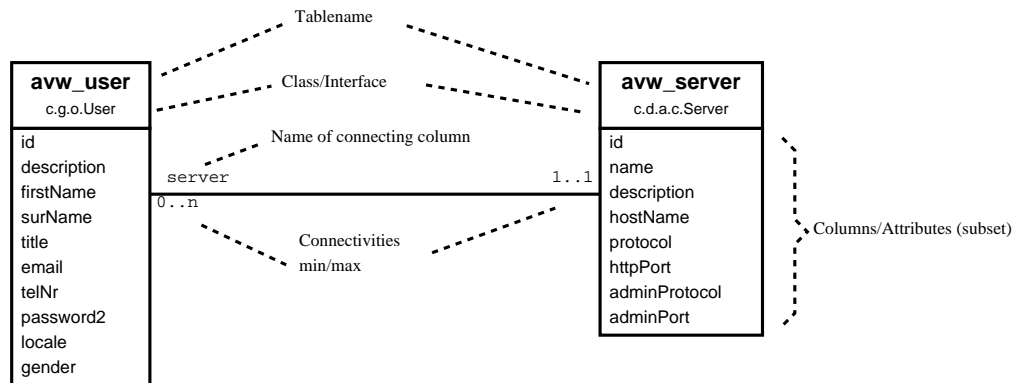 Tablename
avw_user
c.g.o.User
id
description
firstName
surName
title
email
telNr
password2
locale
gender
Class/Interface
Name of connecting column
server
1..1
0..n
Connectivities
min/max
avw_server
c.d.a.c.Server
id
name
description
hostName
protocol
httpPort
adminProtocol
adminPort
Columns/Attributes (subset)